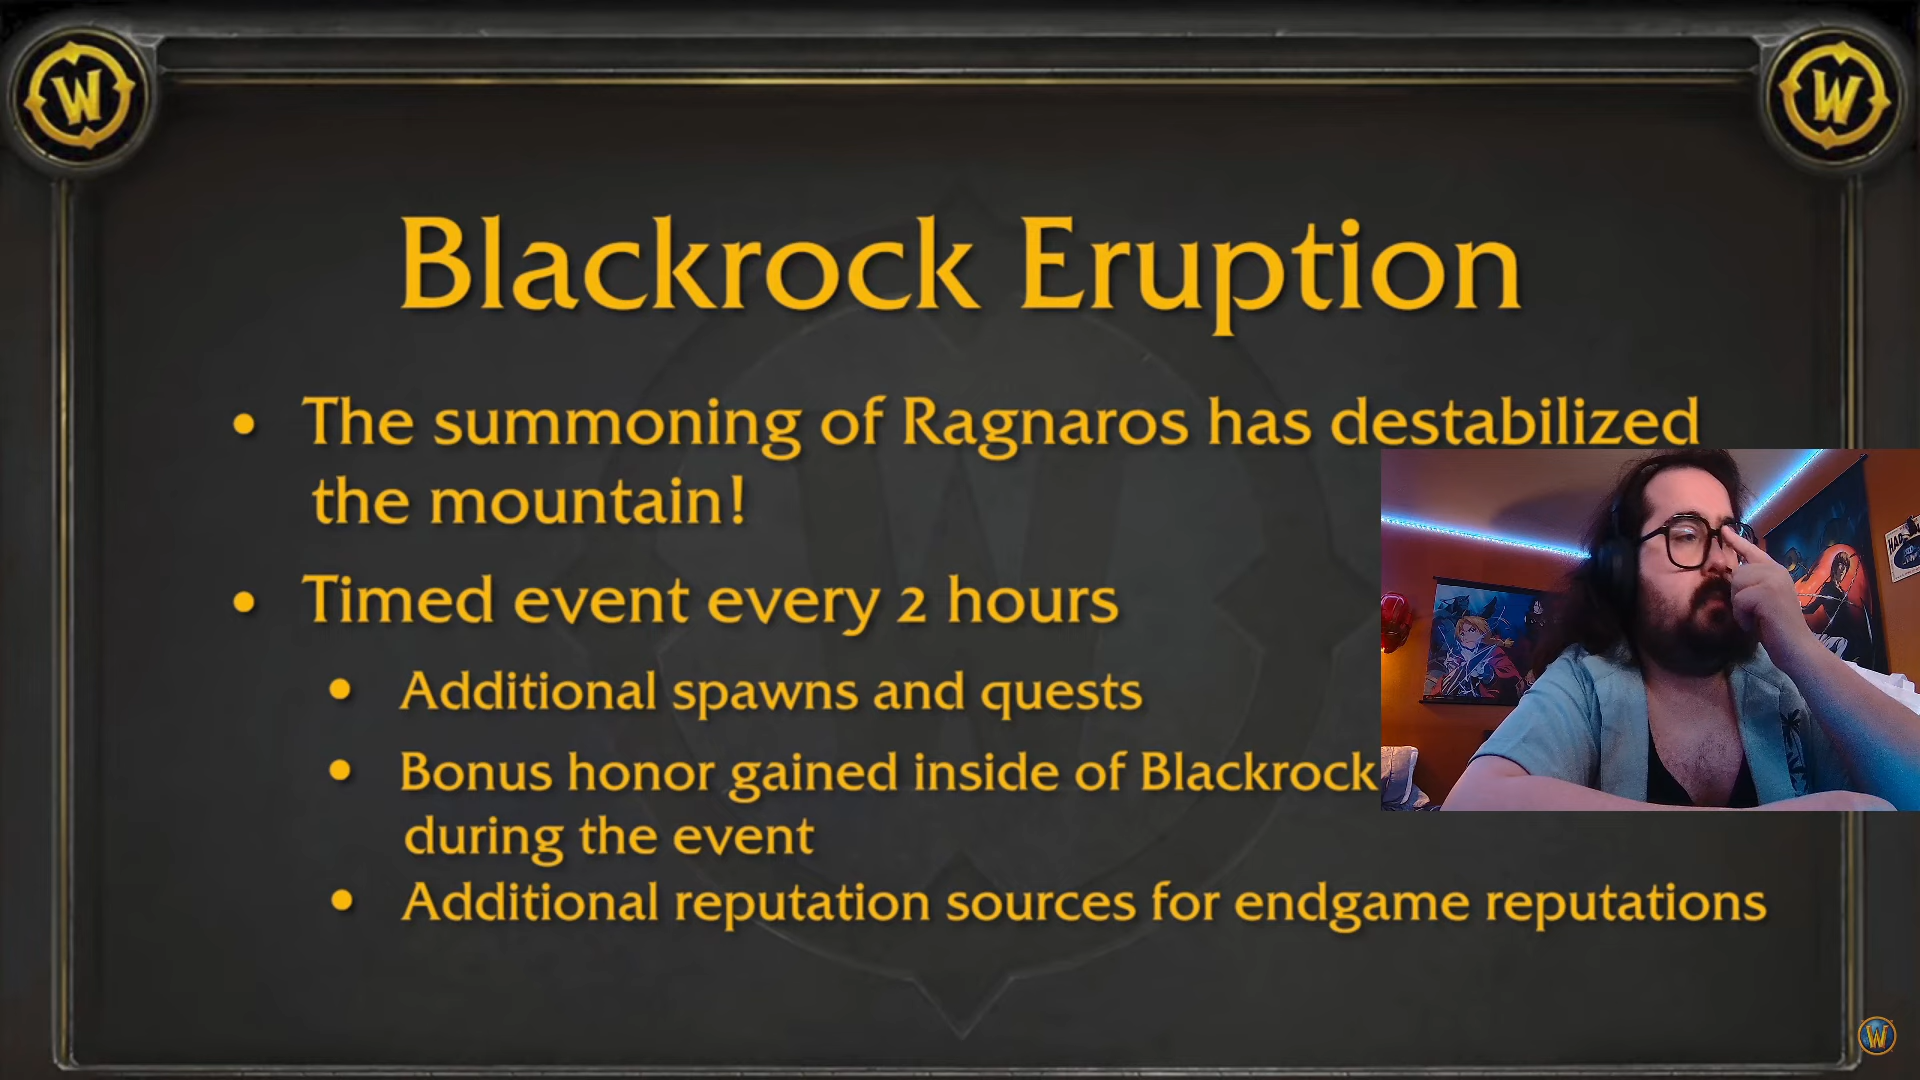 Blackrock Eruption
• The summoning of Ragnaros has destabilized
the mountain!
• Timed event every 2 hours
• Additional spawns and quests
• Bonus honor gained inside of Blackrock
during the event
• Additional reputation sources for endgame reputations